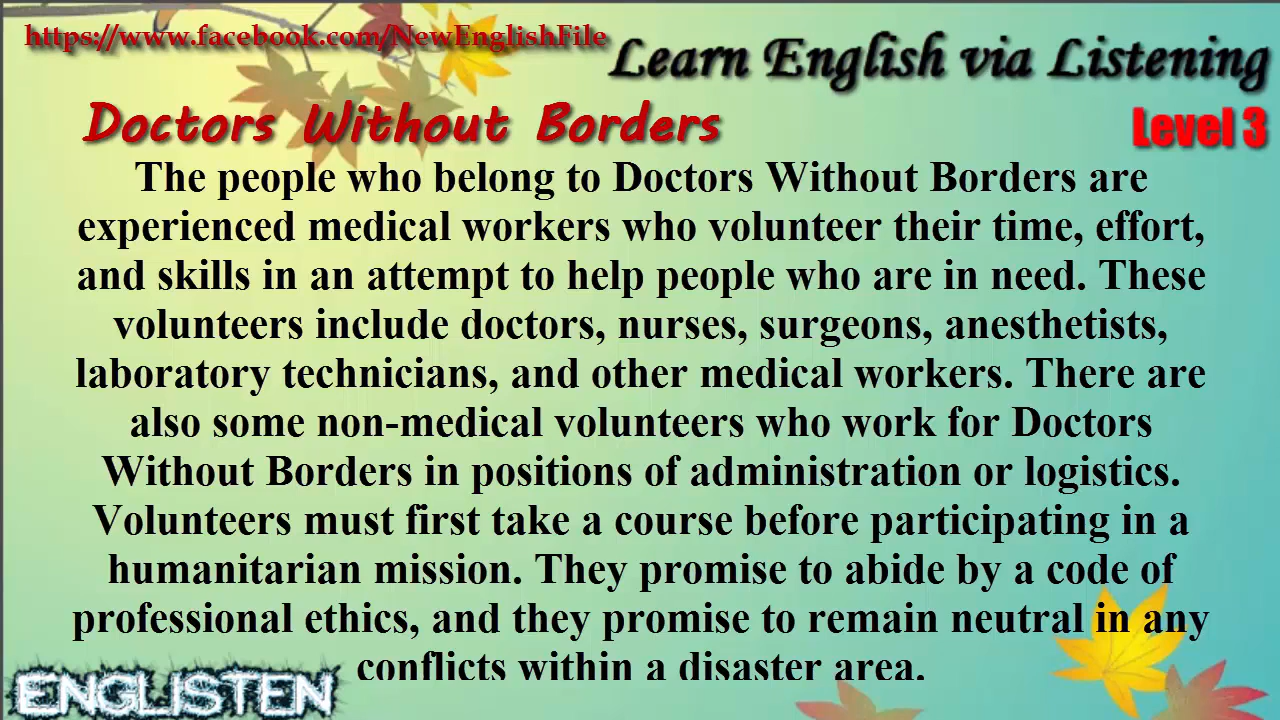 https://www.facebook.com/NewEnglishFile
Learn English via Listening
Doctors Without Borders
Level 3
The people who belong to Doctors Without Borders are
experienced medical workers who volunteer their time, effort,
and skills in an attempt to help people who are in need. These
volunteers include doctors, nurses, surgeons, anesthetists,
laboratory technicians, and other medical workers. There are
also some non-medical volunteers who work for Doctors
Without Borders in positions of administration or logistics.
Volunteers must first take a course before participating in a
humanitarian mission. They promise to abide by a code of
professional ethics, and they promise to remain neutral in any
conflicts within a disaster area.
ENGLISTEN